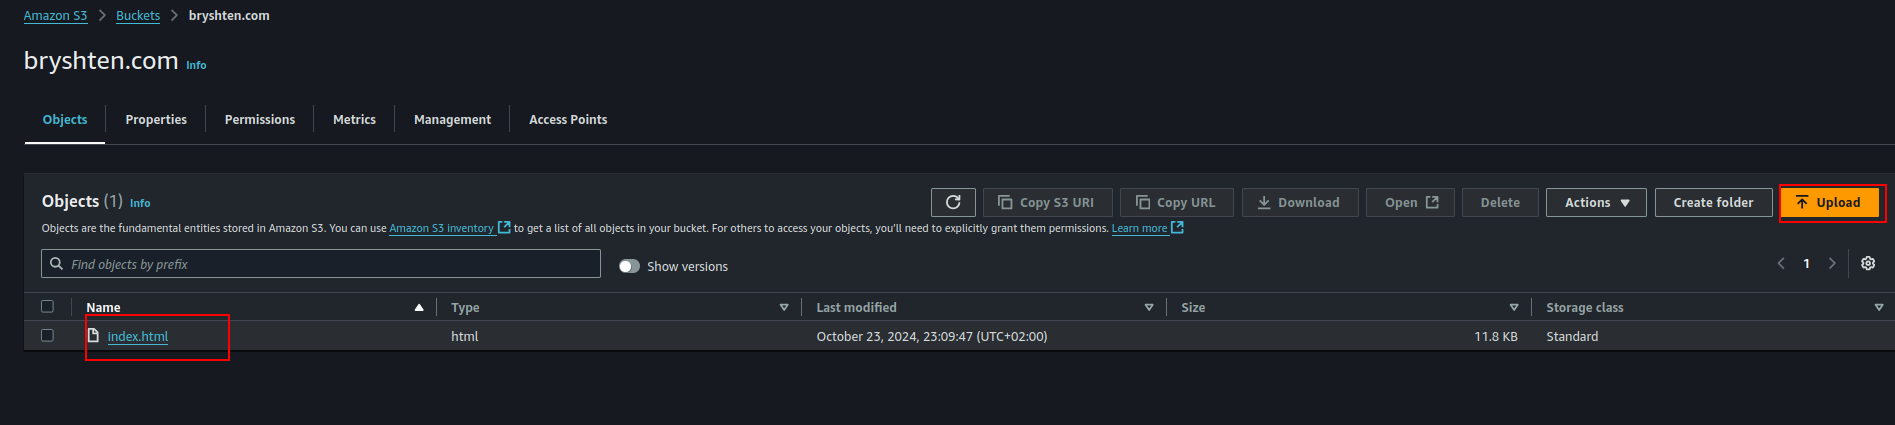 Amazon S3 > Buckets > bryshten.com
bryshten.com Info
Objects Properties Permissions Metrics Management Access Points
Objects (1) Info Copy S3 URI Copy URL Download Open Delete Actions Create folder Upload
Objects are the fundamental entities stored in Amazon S3. You can use Amazon S3 inventory to get a list of all objects in your bucket. For others to access your objects, you'll need to explicitly grant them permissions. Learn more
Find objects by prefix Show versions 1
Name Type Last modified Size Storage class
index.html html October 23, 2024, 23:09:47 (UTC+02:00) 11.8 KB Standard